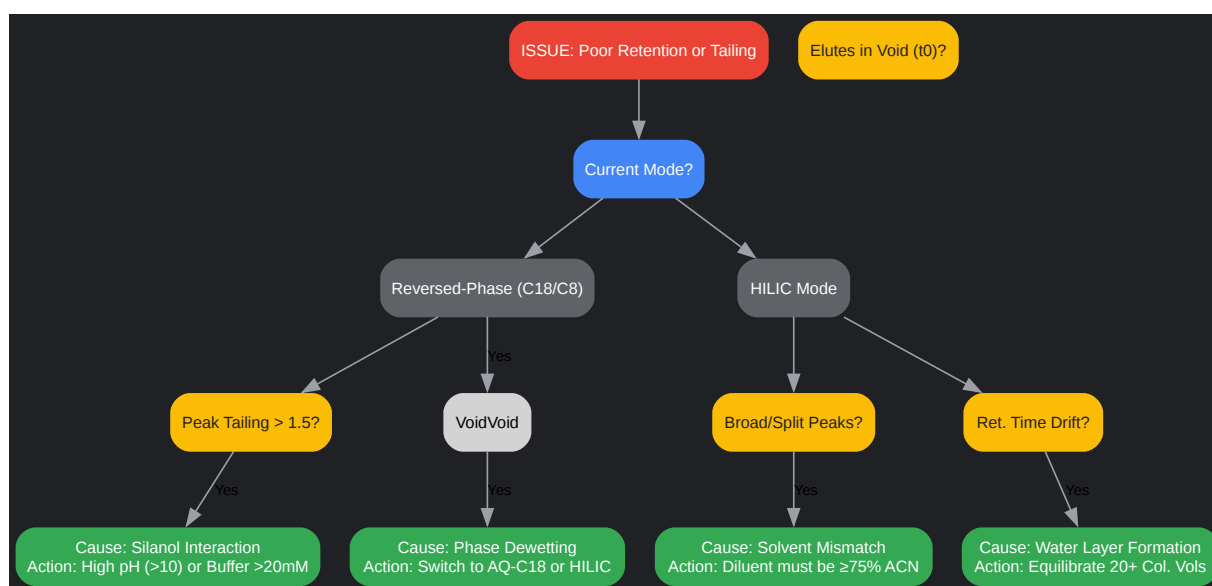 ISSUE: Poor Retention or Tailing
Elutes in Void (t0)?
Current Mode?
Reversed-Phase (C18/C8)
HILIC Mode
Yes
Peak Tailing > 1.5?
VoidVoid
Broad/Split Peaks?
Ret. Time Drift?
Yes
Yes
Yes
Yes
Cause: Silanol Interaction
Action: High pH (>10) or Buffer >20mM
Cause: Phase Dewetting
Action: Switch to AQ-C18 or HILIC
Cause: Solvent Mismatch
Action: Diluent must be ≥75% ACN
Cause: Water Layer Formation
Action: Equilibrate 20+ Col. Vols